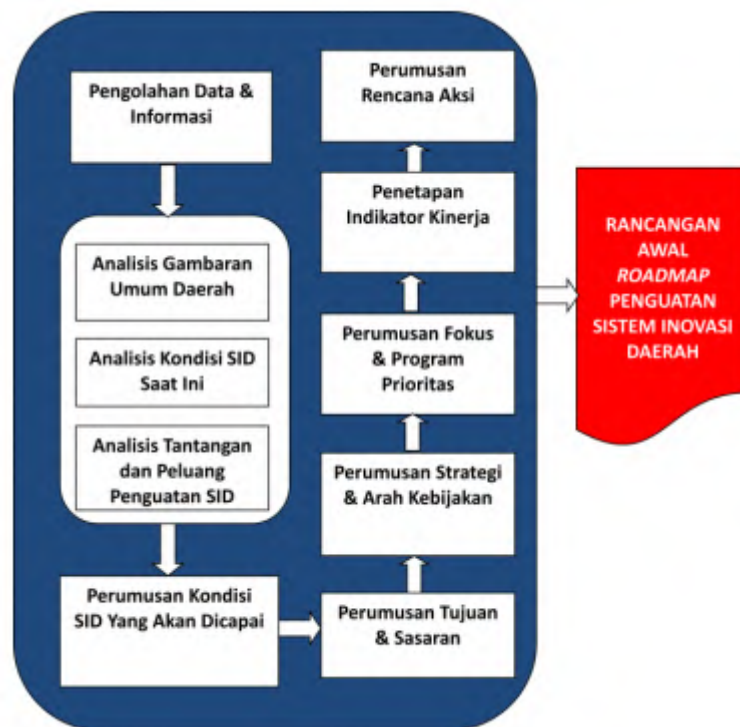 Pengolahan Data &
Informasi
Analisis Gambaran
Umum Daerah
Analisis Kondisi SID
Saat Ini
Analisis Tantangan
dan Peluang
Penguatan SID
Perumusan Kondisi
SID Yang Akan Dicapai
Perumusan Tujuan
& Sasaran
Perumusan Strategi
& Arah Kebijakan
Perumusan Fokus
& Program
Prioritas
Penetapan
Indikator Kinerja
Perumusan
Rencana Aksi
RANCANGAN
AWAL
ROADMAP
PENGUATAN
SISTEM INOVASI
DAERAH